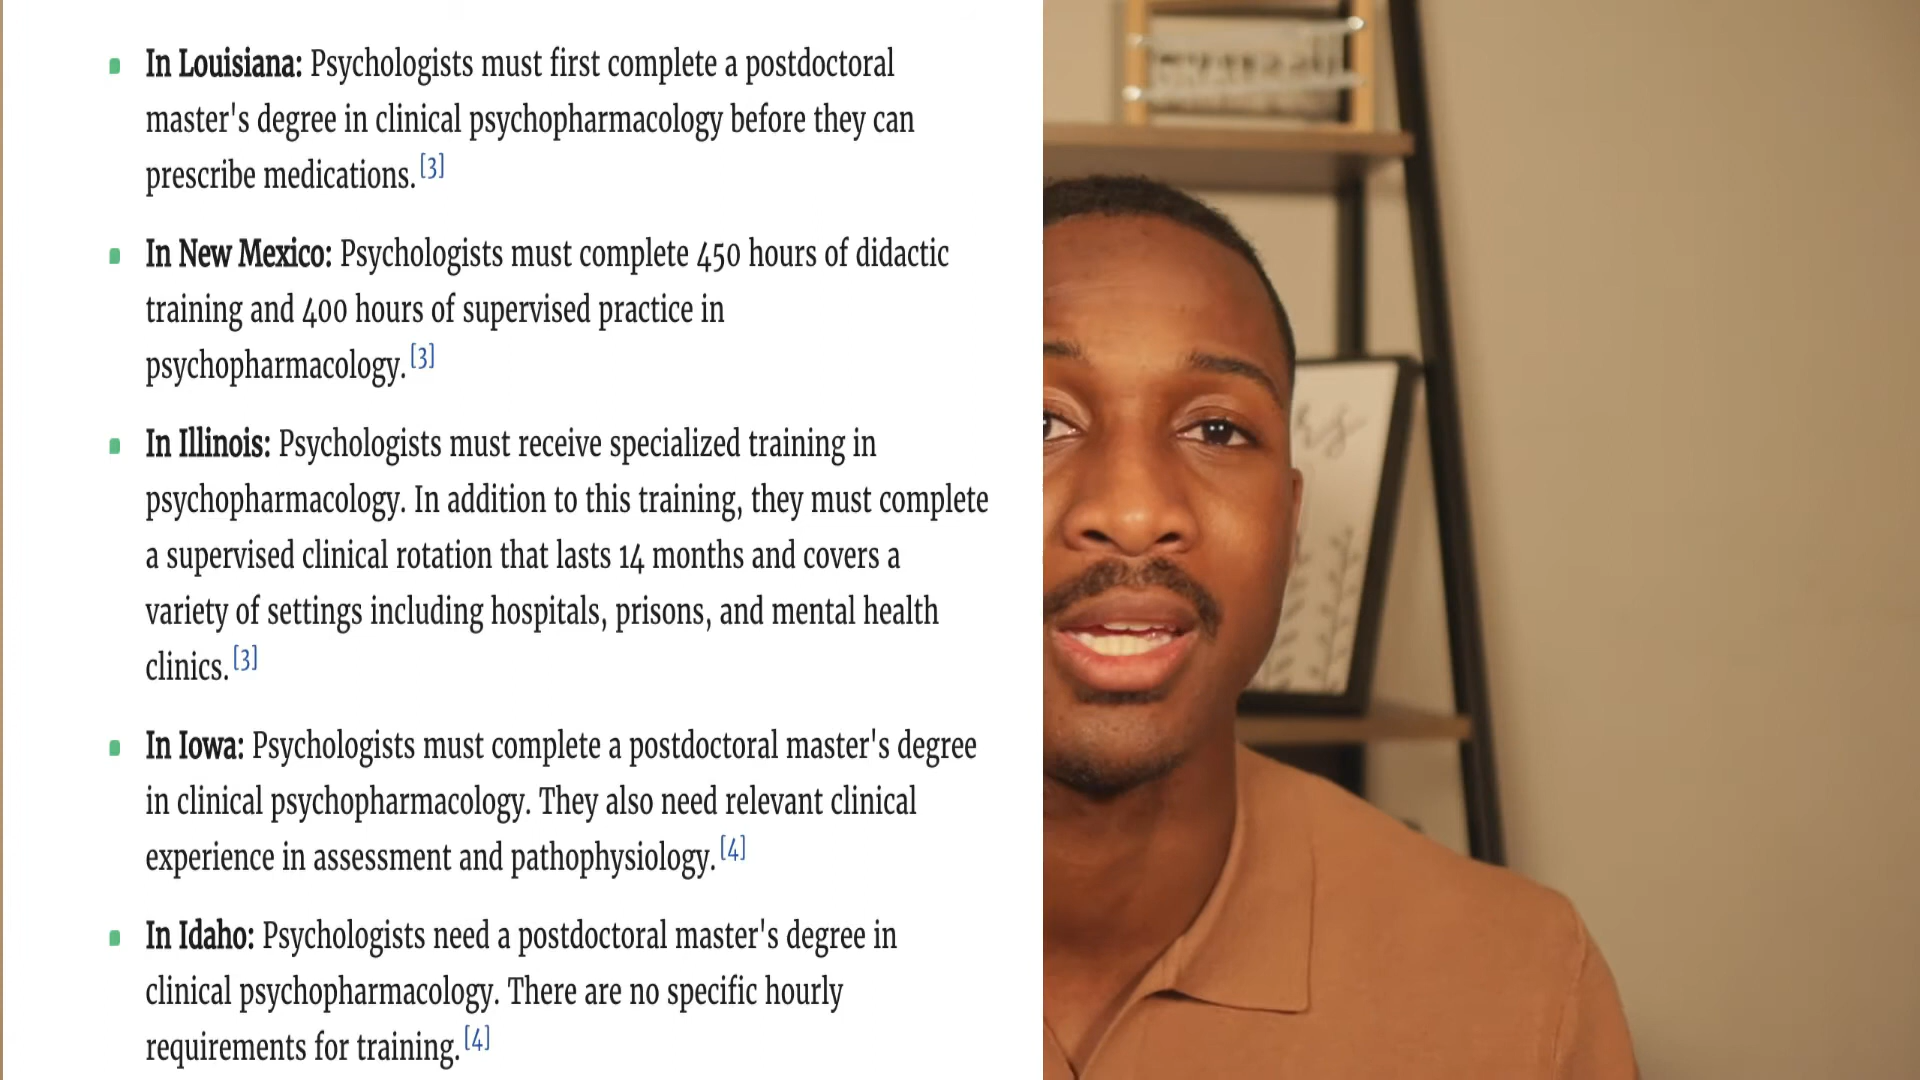 In Louisiana: Psychologists must first complete a postdoctoral
master's degree in clinical psychopharmacology before they can
prescribe medications. [3]
In New Mexico: Psychologists must complete 450 hours of didactic
training and 400 hours of supervised practice in
psychopharmacology. [3]
In Illinois: Psychologists must receive specialized training in
psychopharmacology. In addition to this training, they must complete
a supervised clinical rotation that lasts 14 months and covers a
variety of settings including hospitals, prisons, and mental health
clinics. [3]
In Iowa: Psychologists must complete a postdoctoral master's degree
in clinical psychopharmacology. They also need relevant clinical
experience in assessment and pathophysiology. [4]
In Idaho: Psychologists need a postdoctoral master's degree in
clinical psychopharmacology. There are no specific hourly
requirements for training. [4]